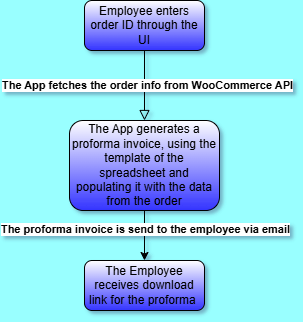 Employee enters
order ID through the
UI
The App fetches the order info from WooCommerce API
The App generates a
proforma invoice, using the
template of the
spreadsheet and
populating it with the data
from the order
The proforma invoice is send to the employee via email
The Employee
receives download
link for the proforma